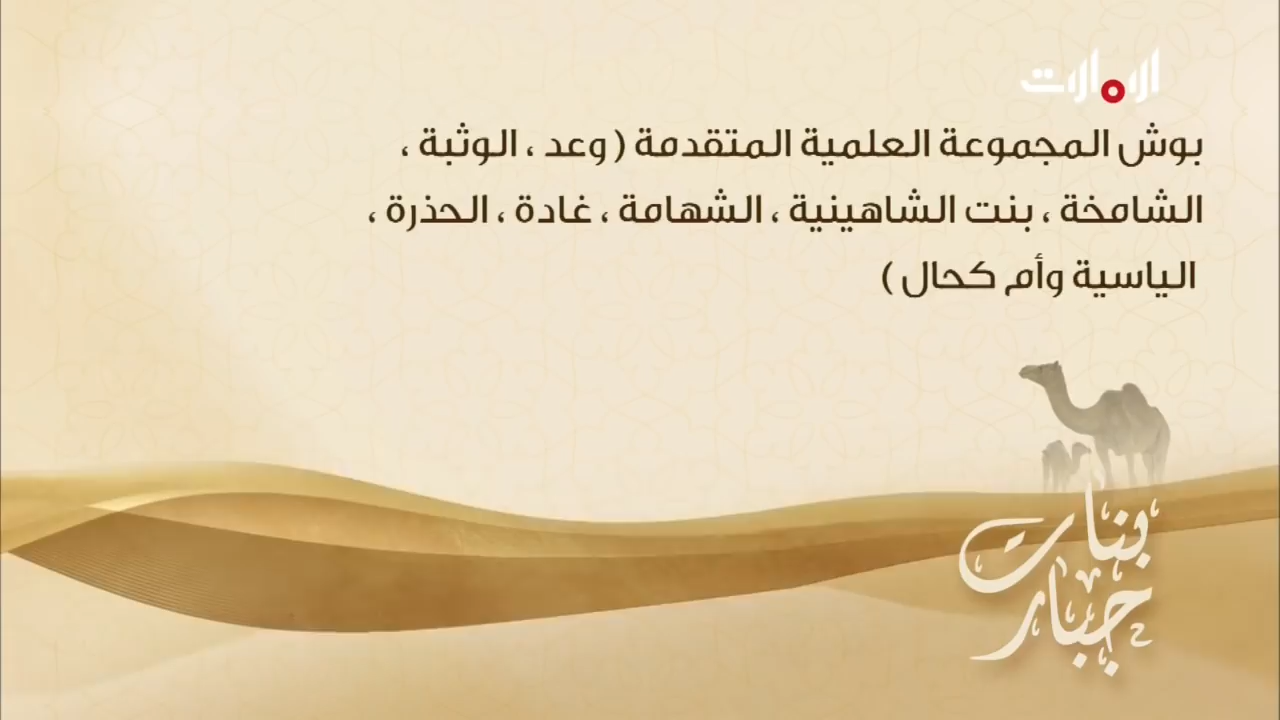 الإمارات
بوش المجموعة العلمية المتقدمة ( وعد ، الوثبة ،
الشامخة ، بنت الشاهينية ، الشهامة ، غادة ، الحذرة ،
الياسية وأم كحال )
بنات
جبار